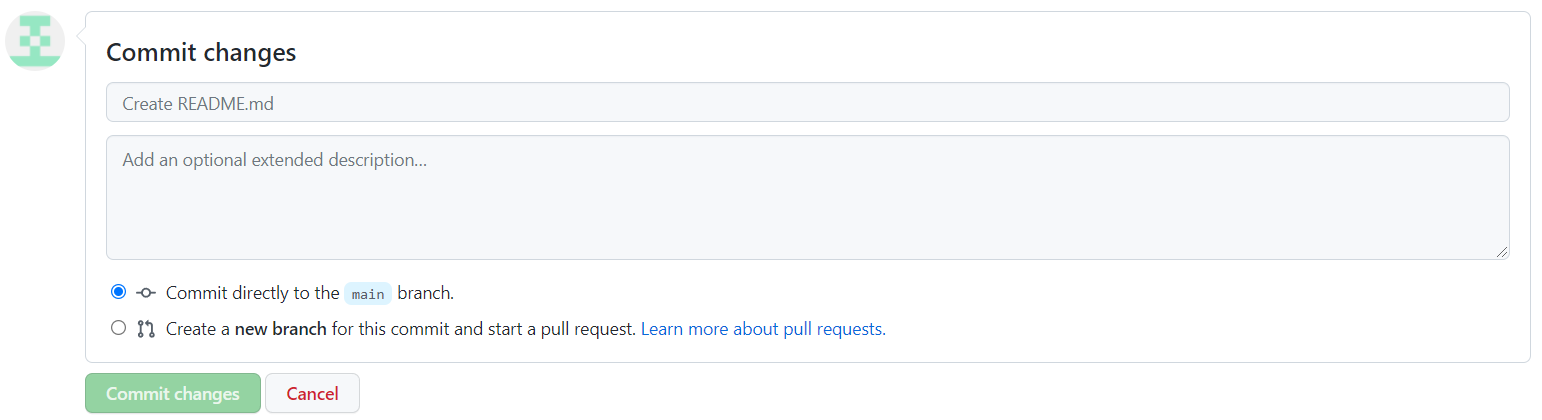 Commit changes
Create README.md
Add an optional extended description...
Commit directly to the main branch.
Create a new branch for this commit and start a pull request. Learn more about pull requests.
Commit changes Cancel